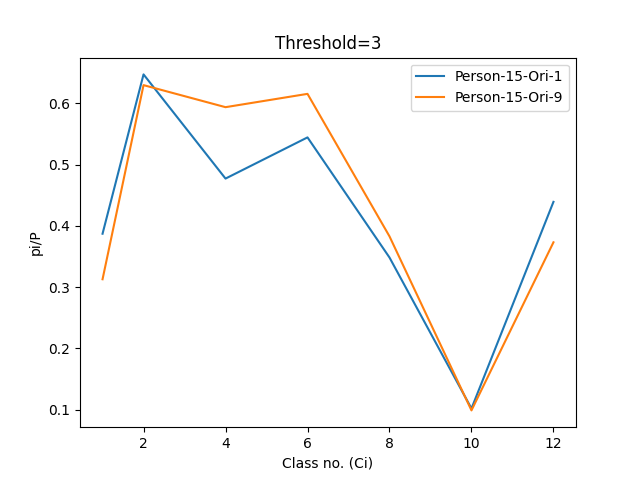 Threshold=3
Person-15-Ori-1
Person-15-Ori-9
pi/P
0.6
0.5
0.4
0.3
0.2
0.1
2 4 6 8 10 12
Class no. (Ci)